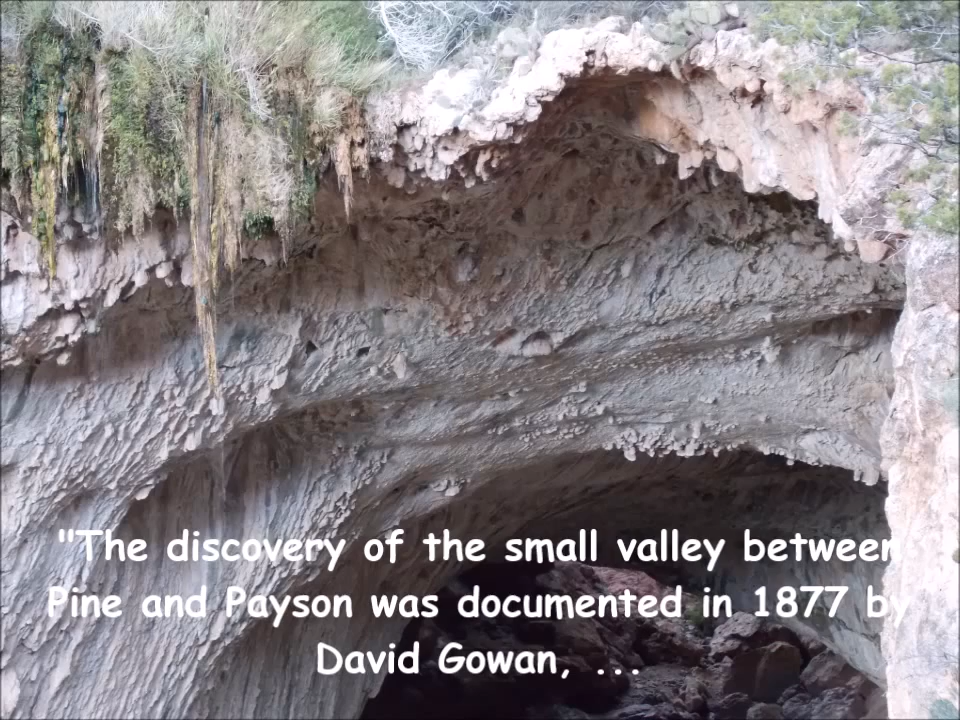 "The discovery of the small valley between
Pine and Payson was documented in 1877 by
David Gowan, ...